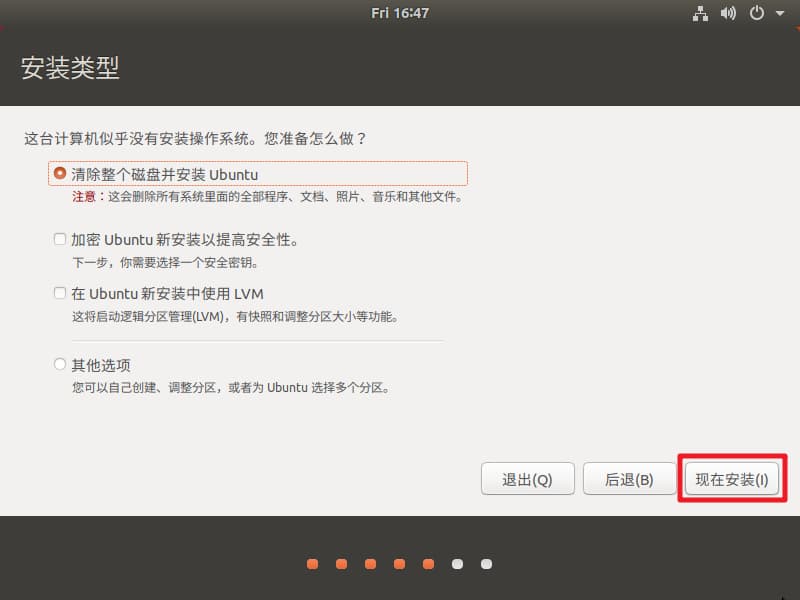 Fri 16:47
安装类型
这台计算机似乎没有安装操作系统。您准备怎么做？
清除整个磁盘并安装 Ubuntu
注意：这会删除所有系统里面的全部程序、文档、照片、音乐和其他文件。
加密 Ubuntu 新安装以提高安全性。
下一步，你需要选择一个安全密钥。
在 Ubuntu 新安装中使用 LVM
这将启动逻辑分区管理(LVM)，有快照和调整分区大小等功能。
其他选项
您可以自己创建、调整分区，或者为 Ubuntu 选择多个分区。
退出(Q) 后退(B) 现在安装(I)